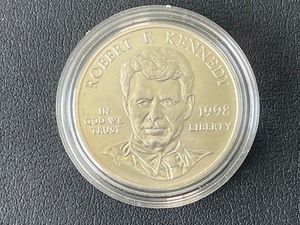 ROBERT F. KENNEDY
IN
GOD WE
TRUST
1998
LIBERTY